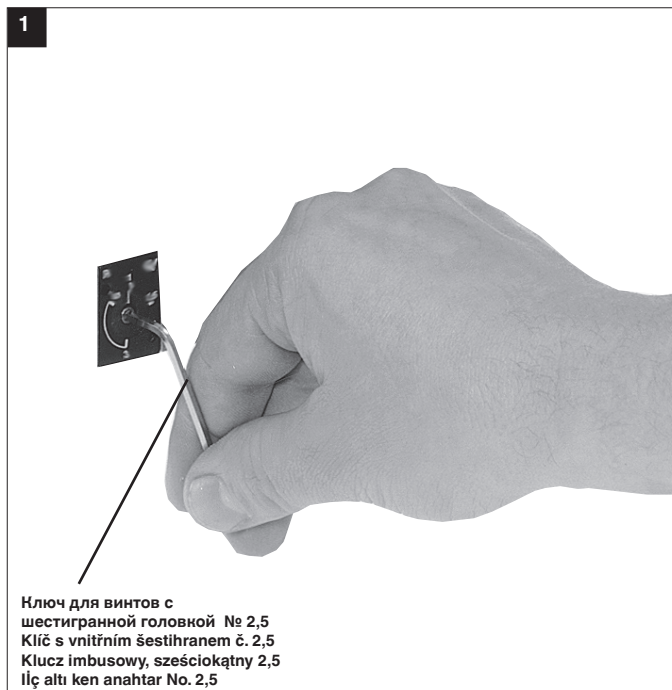 1
Ключ для винтов с
шестигранной головкой № 2,5
Klíč s vnitřním šestihranem č. 2,5
Klucz imbusowy, sześciokątny 2,5
IİÇ altı ken anahtar No. 2,5